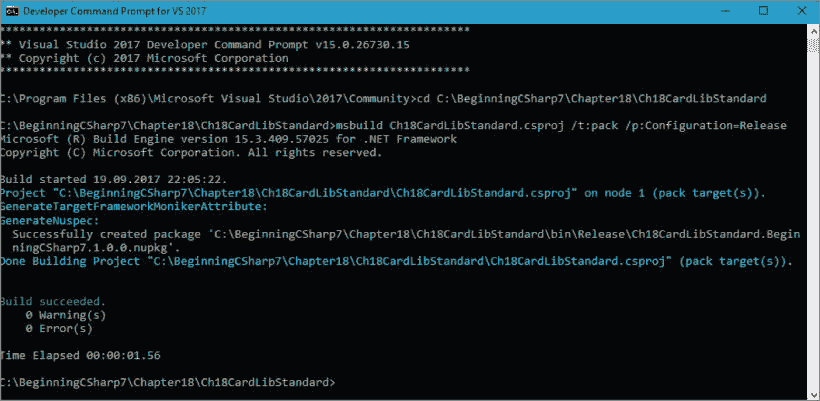 Developer Command Prompt for VS 2017
**********************************************************************
** Visual Studio 2017 Developer Command Prompt v15.0.26730.15
** Copyright (c) 2017 Microsoft Corporation
**********************************************************************
C:\Program Files (x86)\Microsoft Visual Studio\2017\Community>cd C:\BeginningCSharp7\Chapter18\Ch18CardLibStandard
C:\BeginningCSharp7\Chapter18\Ch18CardLibStandard>msbuild Ch18CardLibStandard.csproj /t:pack /p:Configuration=Release
Microsoft (R) Build Engine version 15.3.409.57025 for .NET Framework
Copyright (C) Microsoft Corporation. All rights reserved.
Build started 19.09.2017 22:05:22.
Project "C:\BeginningCSharp7\Chapter18\Ch18CardLibStandard\Ch18CardLibStandard.csproj" on node 1 (pack target(s)).
GenerateTargetFrameworkMonikerAttribute:
GenerateNuspec:
Successfully created package 'C:\BeginningCSharp7\Chapter18\Ch18CardLibStandard\bin\Release\Ch18CardLibStandard.Begin
ningCSharp7.1.0.0.nupkg'.
Done Building Project "C:\BeginningCSharp7\Chapter18\Ch18CardLibStandard\Ch18CardLibStandard.csproj" (pack target(s)).
Build succeeded.
0 Warning(s)
0 Error(s)
Time Elapsed 00:00:01.56
C:\BeginningCSharp7\Chapter18\Ch18CardLibStandard>